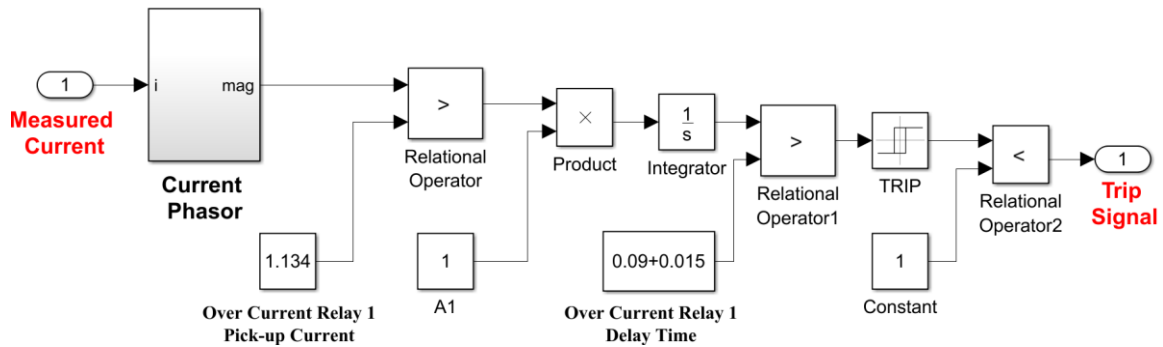 1
Measured
Current
i
mag
Current
Phasor
1.134
Over Current Relay 1
Pick-up Current
>
Relational
Operator
1
A1
×
Product
1
s
Integrator
0.09+0.015
Over Current Relay 1
Delay Time
>
Relational
Operator1
TRIP
1
Constant
<
Relational
Operator2
1
Trip
Signal